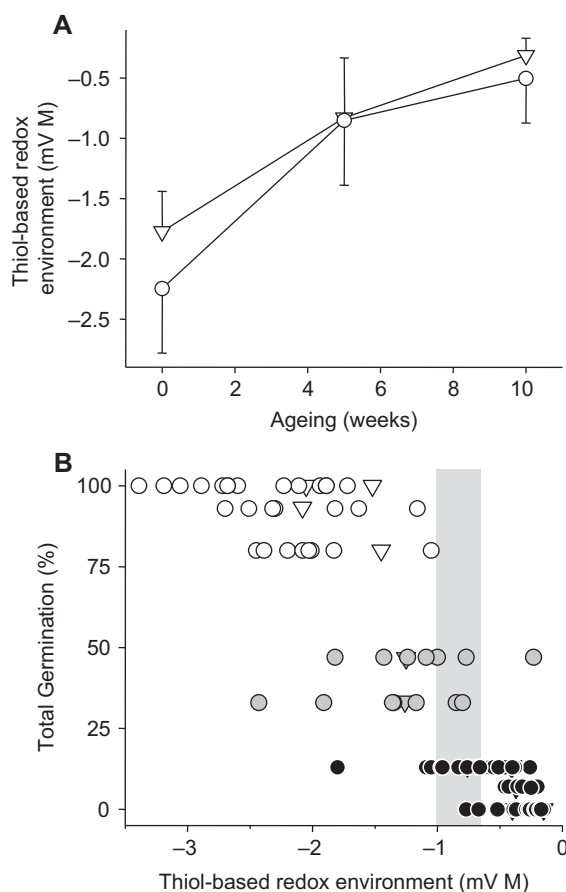 A
Thiol-based redox
environment (mV M)
−0.5
−1.0
−1.5
−2.0
−2.5
0 2 4 6 8 10
Ageing (weeks)
B
Total Germination (%)
100
75
50
25
0
−3 −2 −1 0
Thiol-based redox environment (mV M)